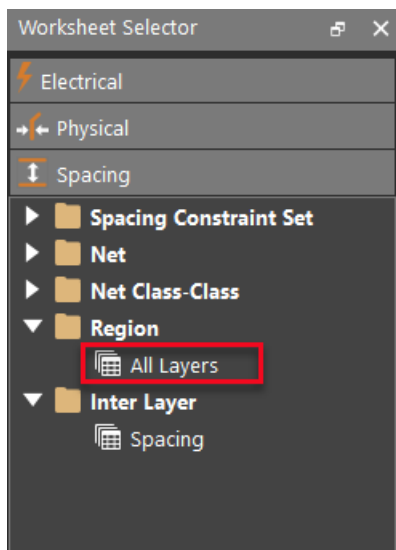 Worksheet Selector
Electrical
Physical
Spacing
Spacing Constraint Set
Net
Net Class-Class
Region
All Layers
Inter Layer
Spacing